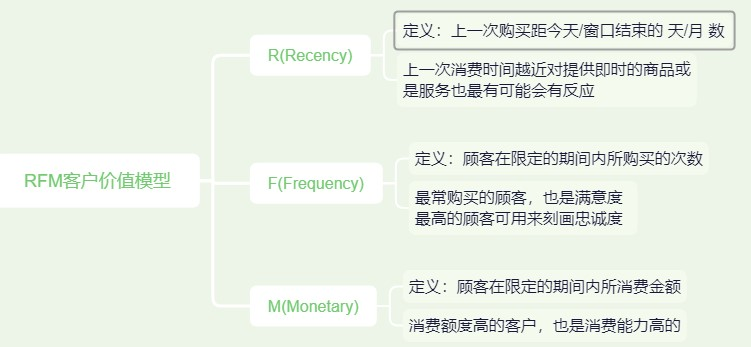 RFM客户价值模型
R(Recency)
定义：上一次购买距今天/窗口结束的 天/月 数
上一次消费时间越近对提供即时的商品或
是服务也最有可能会有反应
F(Frequency)
定义：顾客在限定的期间内所购买的次数
最常购买的顾客，也是满意度
最高的顾客可用来刻画忠诚度
M(Monetary)
定义：顾客在限定的期间内所消费金额
消费额度高的客户，也是消费能力高的